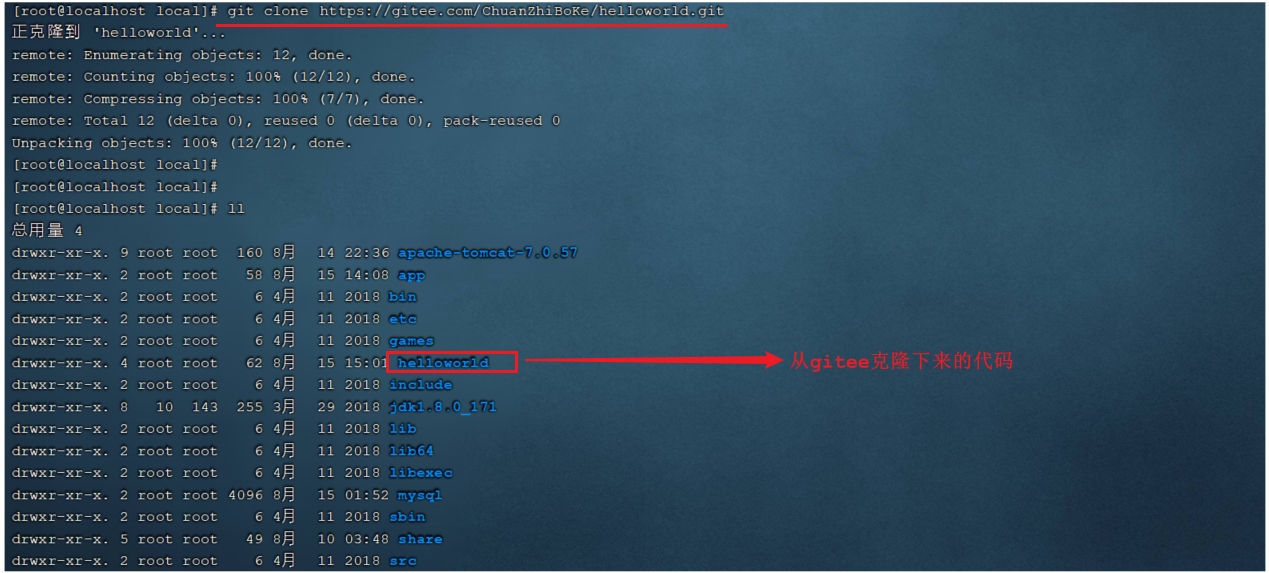 [root@localhost local]# git clone https://gitee.com/ChuanZhiBoKe/helloworld.git
正克隆到 'helloworld'...
remote: Enumerating objects: 12, done.
remote: Counting objects: 100% (12/12), done.
remote: Compressing objects: 100% (7/7), done.
remote: Total 12 (delta 0), reused 0 (delta 0), pack-reused 0
Unpacking objects: 100% (12/12), done.
[root@localhost local]#
[root@localhost local]#
[root@localhost local]# ll
总用量 4
drwxr-xr-x. 9 root root  160 8月  14 22:36 apache-tomcat-7.0.57
drwxr-xr-x. 2 root root   58 8月  15 14:08 app
drwxr-xr-x. 2 root root    6 4月  11 2018 bin
drwxr-xr-x. 2 root root    6 4月  11 2018 etc
drwxr-xr-x. 2 root root    6 4月  11 2018 games
drwxr-xr-x. 4 root root   62 8月  15 15:01 helloworld 从gitee克隆下来的代码
drwxr-xr-x. 2 root root    6 4月  11 2018 include
drwxr-xr-x. 8   10  143  255 3月  29 2018 jdk1.8.0_171
drwxr-xr-x. 2 root root    6 4月  11 2018 lib
drwxr-xr-x. 2 root root    6 4月  11 2018 lib64
drwxr-xr-x. 2 root root    6 4月  11 2018 libexec
drwxr-xr-x. 2 root root 4096 8月  15 01:52 mysql
drwxr-xr-x. 2 root root    6 4月  11 2018 sbin
drwxr-xr-x. 5 root root   49 8月  10 03:48 share
drwxr-xr-x. 2 root root    6 4月  11 2018 src